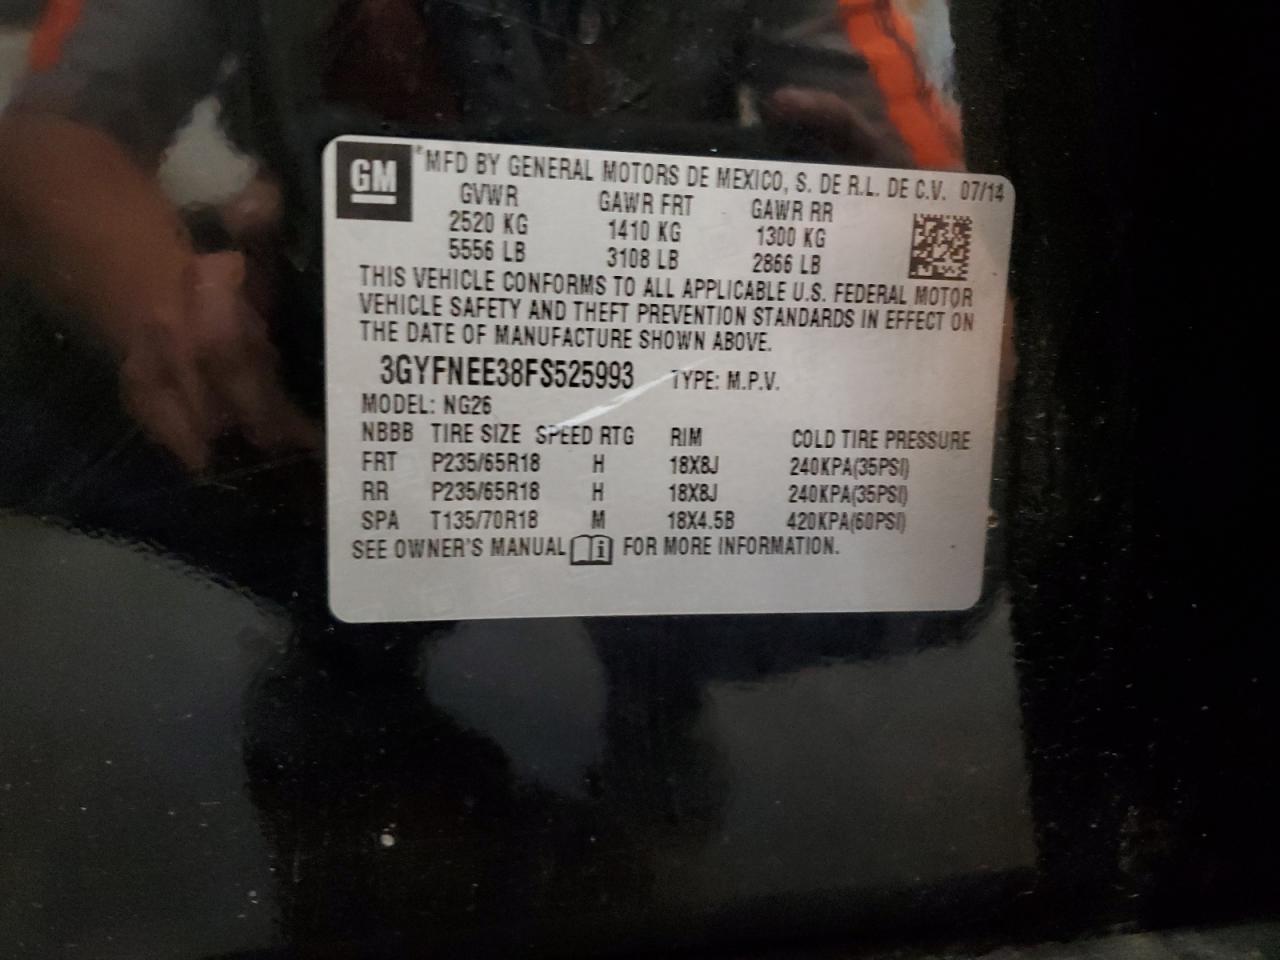 GM
*MFD BY GENERAL MOTORS DE MEXICO, S. DE R.L. DE C.V. 07/14
GVWR GAWR FRT GAWR RR
2520 KG 1410 KG 1300 KG
5556 LB 3108 LB 2866 LB
THIS VEHICLE CONFORMS TO ALL APPLICABLE U.S. FEDERAL MOTOR
VEHICLE SAFETY AND THEFT PREVENTION STANDARDS IN EFFECT ON
THE DATE OF MANUFACTURE SHOWN ABOVE.
3GYFNEE38FS525993 TYPE: M.P.V.
MODEL: NG26
NBBB TIRE SIZE SPEED RTG RIM COLD TIRE PRESSURE
FRT P235/65R18 H 18X8J 240KPA(35PSI)
RR P235/65R18 H 18X8J 240KPA(35PSI)
SPA T135/70R18 M 18X4.5B 420KPA(60PSI)
SEE OWNER'S MANUAL i FOR MORE INFORMATION.